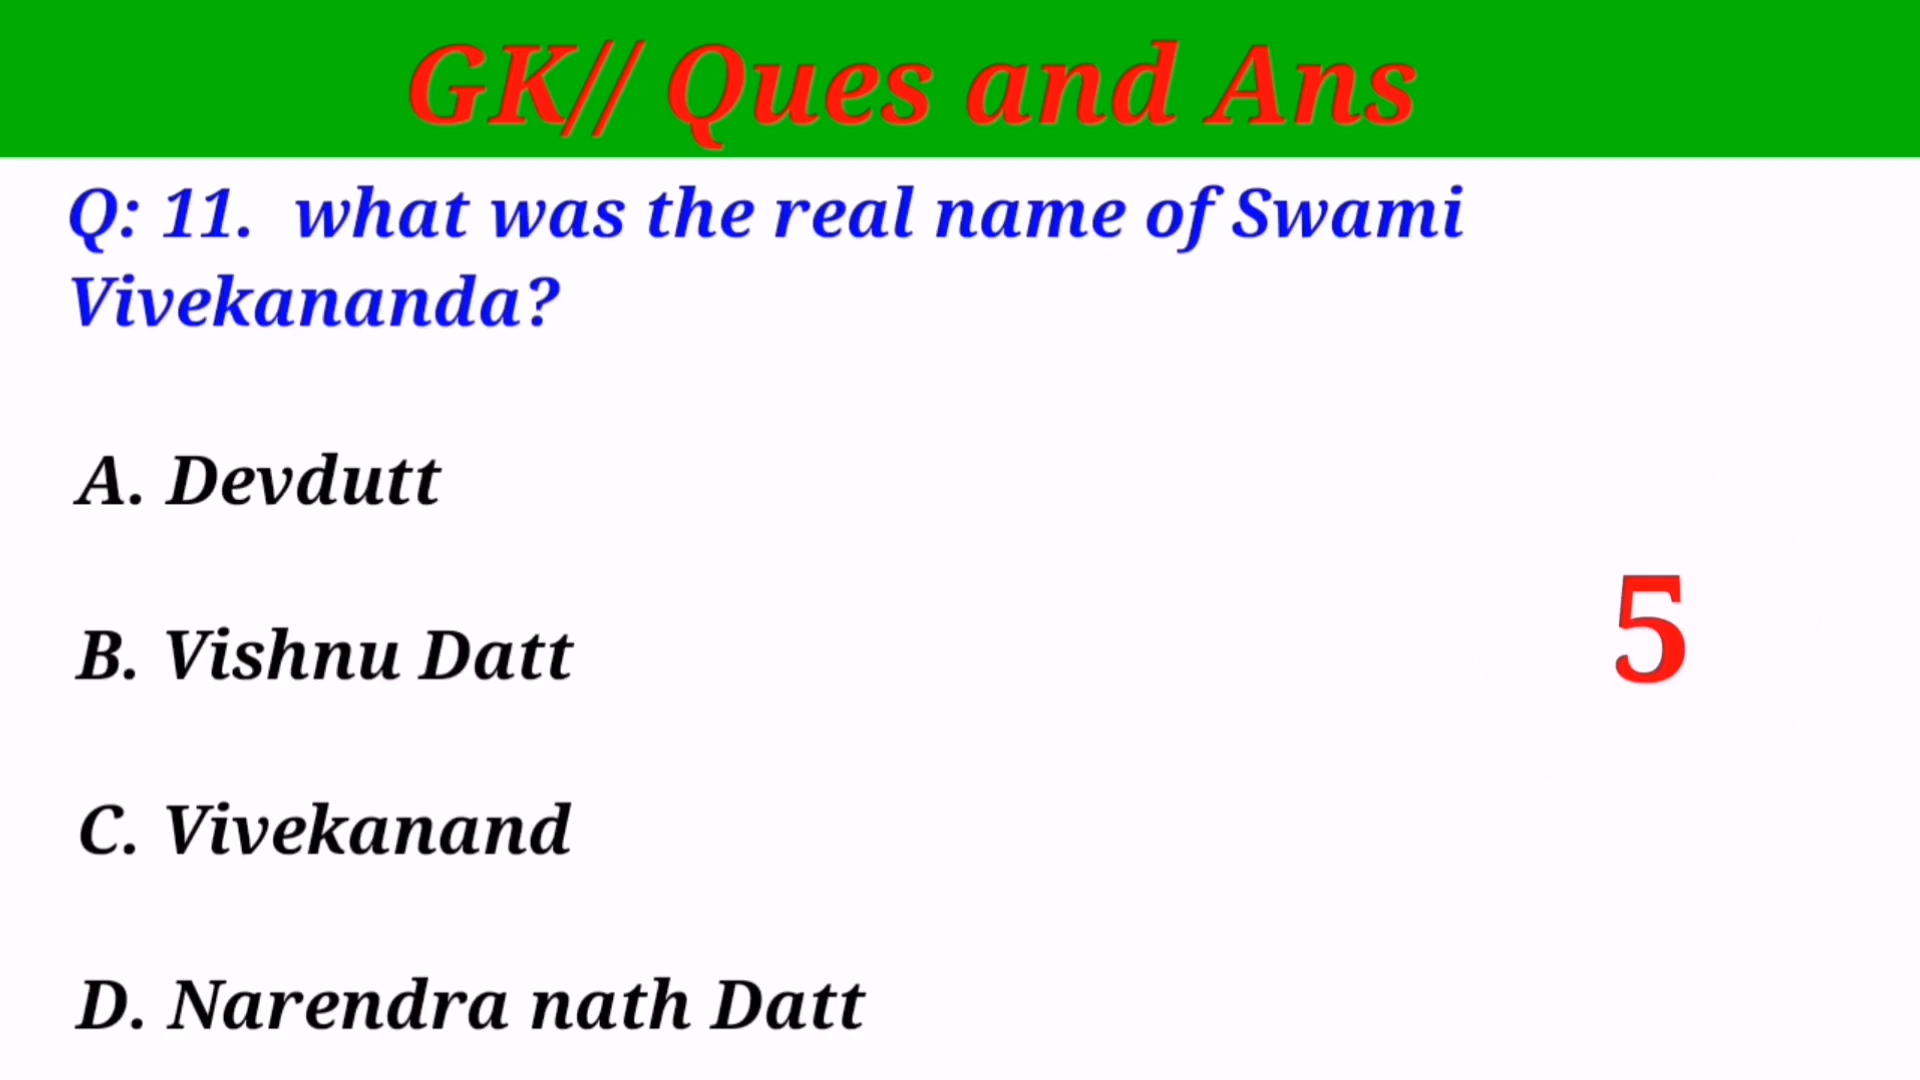 GK// Ques and Ans
Q: 11. what was the real name of Swami
Vivekananda?
A. Devdutt
B. Vishnu Datt
5
C. Vivekanand
D. Narendra nath Datt